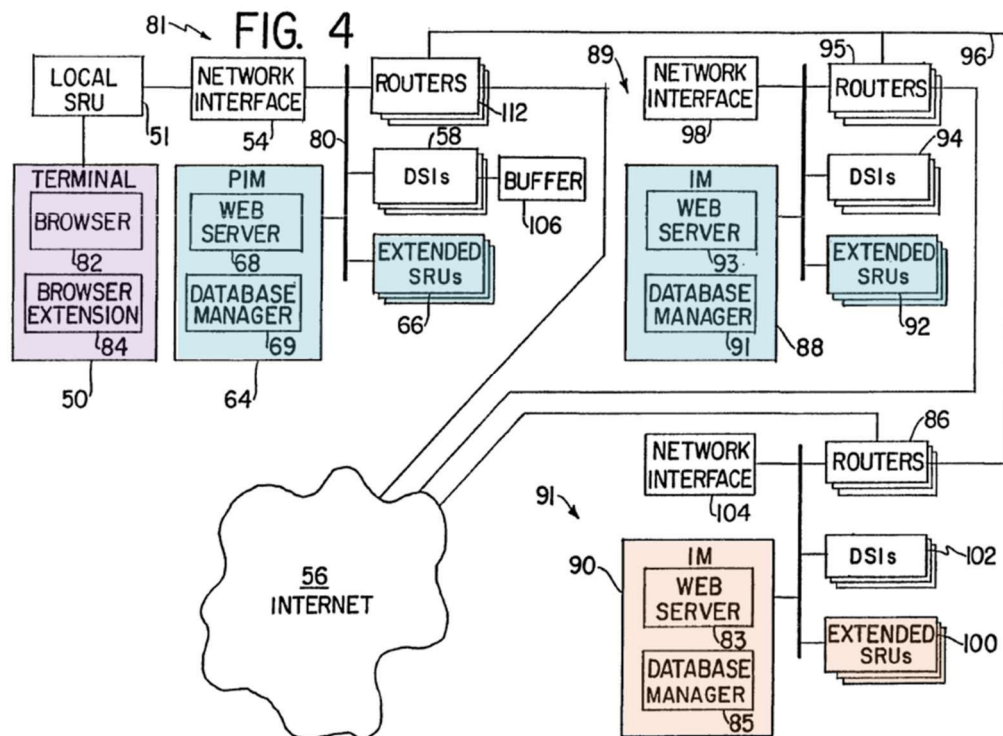 81
FIG. 4
LOCAL
SRU
51
NETWORK
INTERFACE
54
80
ROUTERS
112
58
DSIs
BUFFER
106
EXTENDED
SRUs
66
TERMINAL
BROWSER
82
BROWSER
EXTENSION
84
50
PIM
WEB
SERVER
68
DATABASE
MANAGER
69
64
89
NETWORK
INTERFACE
98
95
ROUTERS
96
94
DSIs
EXTENDED
SRUs
92
IM
WEB
SERVER
93
DATABASE
MANAGER
91
88
56
INTERNET
91
NETWORK
INTERFACE
104
86
ROUTERS
DSIs
102
EXTENDED
SRUs
100
90
IM
WEB
SERVER
83
DATABASE
MANAGER
85